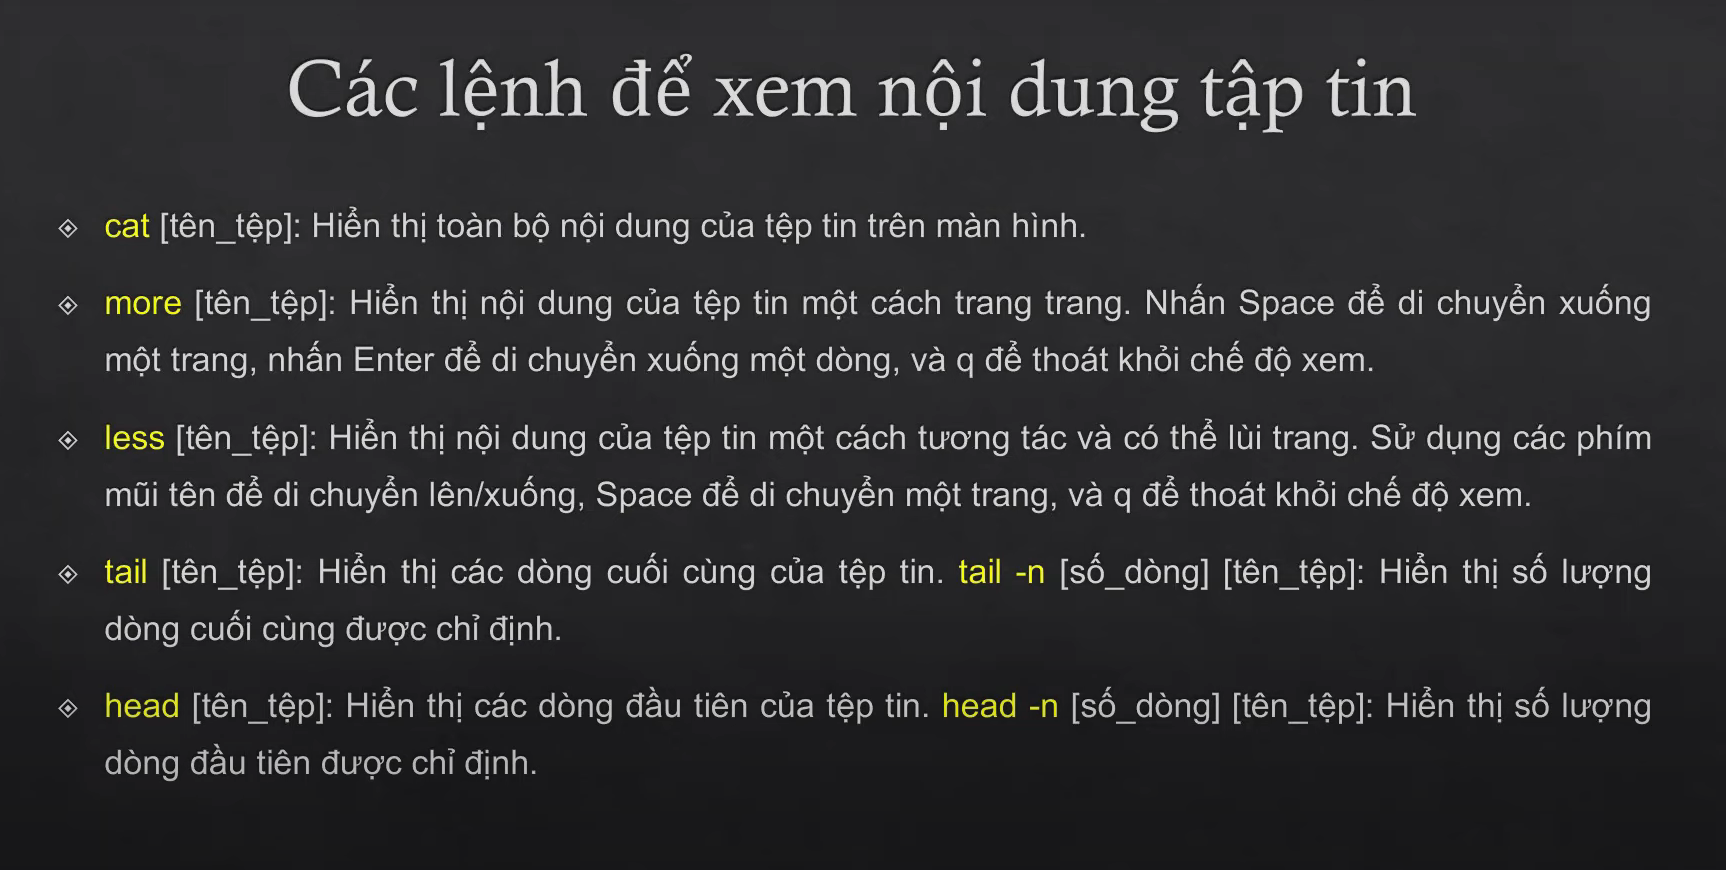 Các lệnh để xem nội dung tập tin
cat [tên_tệp]: Hiển thị toàn bộ nội dung của tệp tin trên màn hình.
more [tên_tệp]: Hiển thị nội dung của tệp tin một cách trang trang. Nhấn Space để di chuyển xuống
một trang, nhấn Enter để di chuyển xuống một dòng, và q để thoát khỏi chế độ xem.
less [tên_tệp]: Hiển thị nội dung của tệp tin một cách tương tác và có thể lùi trang. Sử dụng các phím
mũi tên để di chuyển lên/xuống, Space để di chuyển một trang, và q để thoát khỏi chế độ xem.
tail [tên_tệp]: Hiển thị các dòng cuối cùng của tệp tin. tail -n [số_dòng] [tên_tệp]: Hiển thị số lượng
dòng cuối cùng được chỉ định.
head [tên_tệp]: Hiển thị các dòng đầu tiên của tệp tin. head -n [số_dòng] [tên_tệp]: Hiển thị số lượng
dòng đầu tiên được chỉ định.